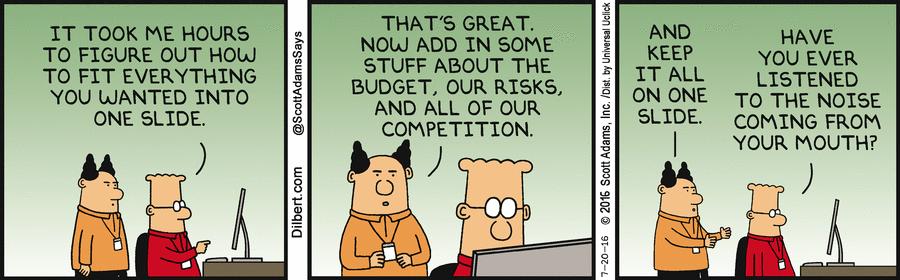 IT TOOK ME HOURS
TO FIGURE OUT HOW
TO FIT EVERYTHING
YOU WANTED INTO
ONE SLIDE.
Dilbert.com @ScottAdamsSays
THAT'S GREAT.
NOW ADD IN SOME
STUFF ABOUT THE
BUDGET, OUR RISKS,
AND ALL OF OUR
COMPETITION.
7-20-16 © 2016 Scott Adams, Inc. /Dist. by Universal Uclick
AND
KEEP
IT ALL
ON ONE
SLIDE.
HAVE
YOU EVER
LISTENED
TO THE NOISE
COMING FROM
YOUR MOUTH?